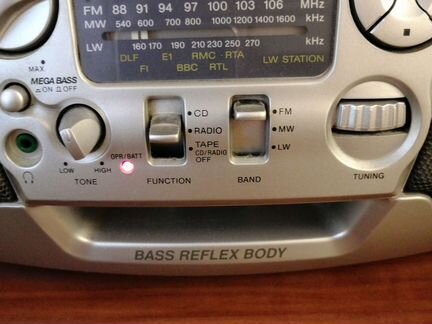 FM 88 91 94 97 100 103 106 MHz
MW 540 600 700 800 1000 1200 1400 1600 kHz
LW 160 170 190 210 230 250 270 kHz
DLF E1 RMC · RTA LW STATION
F1 BBC RTL
MAX
MEGA BASS
ON OFF
LOW HIGH
TONE
OPR/BATT
CD
RADIO
TAPE
CD/RADIO
OFF
FUNCTION
FM
MW
LW
BAND
TUNING
BASS REFLEX BODY